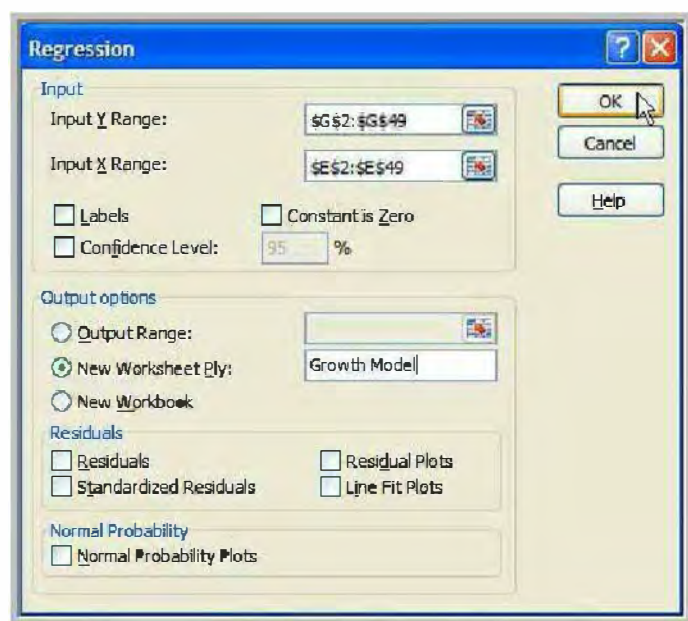 Regression
Input
Input Y Range: $G$2:$G$49
Input X Range: $E$2:$E$49
Labels Constant is Zero
Confidence Level: 95 %
OK
Cancel
Help
Output options
Output Range:
New Worksheet Ply: Growth Model
New Workbook
Residuals
Residuals Residual Plots
Standardized Residuals Line Fit Plots
Normal Probability
Normal Probability Plots